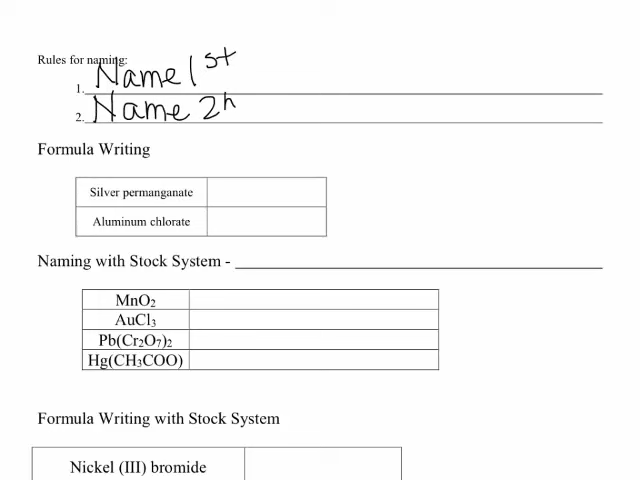 Rules for naming:
1. Name 1st
2. Name 2n
Formula Writing
Silver permanganate
Aluminum chlorate
Naming with Stock System -
MnO₂
AuCl₃
Pb(Cr₂O₇)₂
Hg(CH₃COO)
Formula Writing with Stock System
Nickel (III) bromide